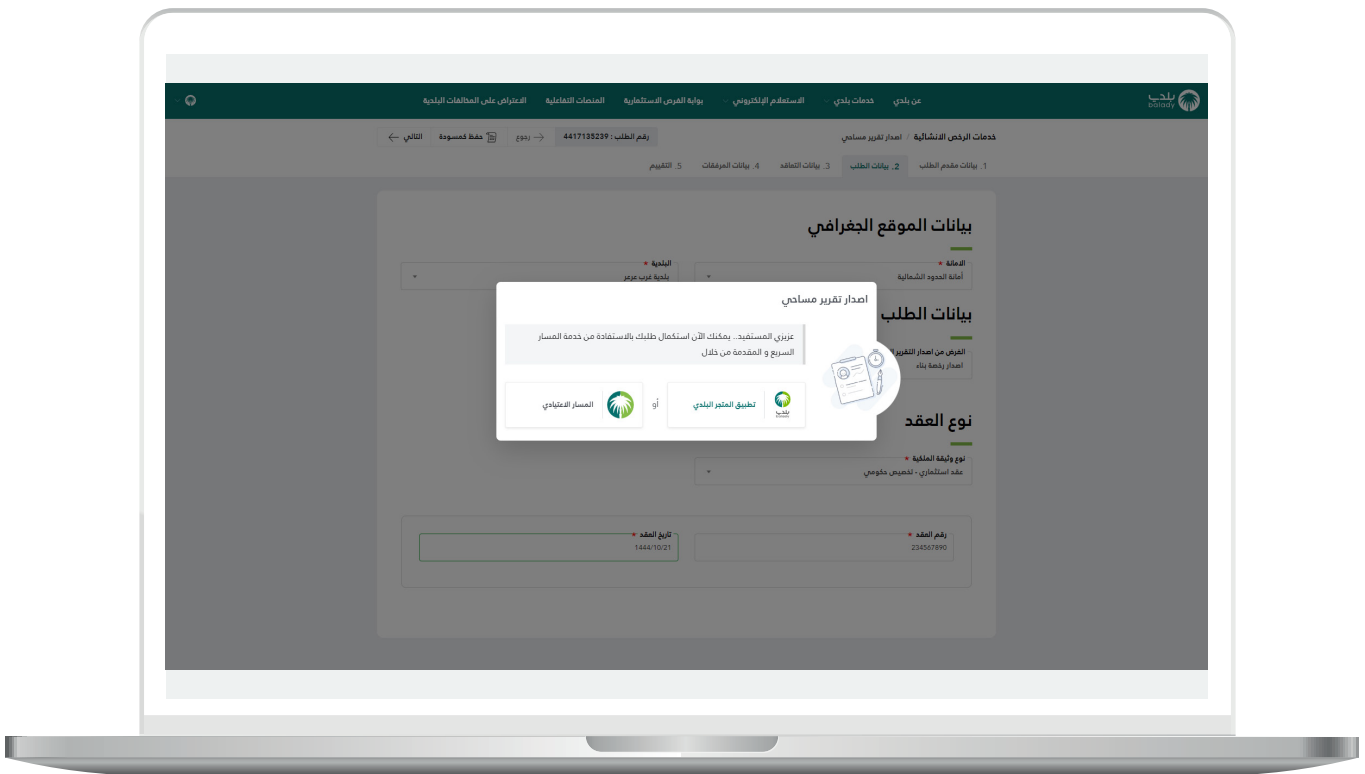 بلدي
balady
عن بلدي
خدمات بلدي
الاستعلام الإلكتروني
بوابة الفرص الاستثمارية
المنصات التفاعلية
الاعتراض على المخالفات البلدية
خدمات الرخص الانشائية / اصدار تقرير مساحي
رقم الطلب : 4417135239
رجوع
حفظ كمسودة
التالي
1. بيانات مقدم الطلب
2. بيانات الطلب
3. بيانات التعاقد
4. بيانات المرفقات
5. التقييم
بيانات الموقع الجغرافي
الامانة *
أمانة الحدود الشمالية
البلدية *
بلدية غرب عرعر
بيانات الطلب
الغرض من اصدار التقرير
اصدار رخصة بناء
اصدار تقرير مساحي
عزيزي المستفيد.. يمكنك الآن استكمال طلبك بالاستفادة من خدمة المسار
السريع و المقدمة من خلال
بلدي
balady
تطبيق المتجر البلدي
أو
المسار الاعتيادي
نوع العقد
نوع وثيقة الملكية *
عقد استثماري - تخصيص حكومي
رقم العقد *
234567890
تاريخ العقد *
1444/10/21